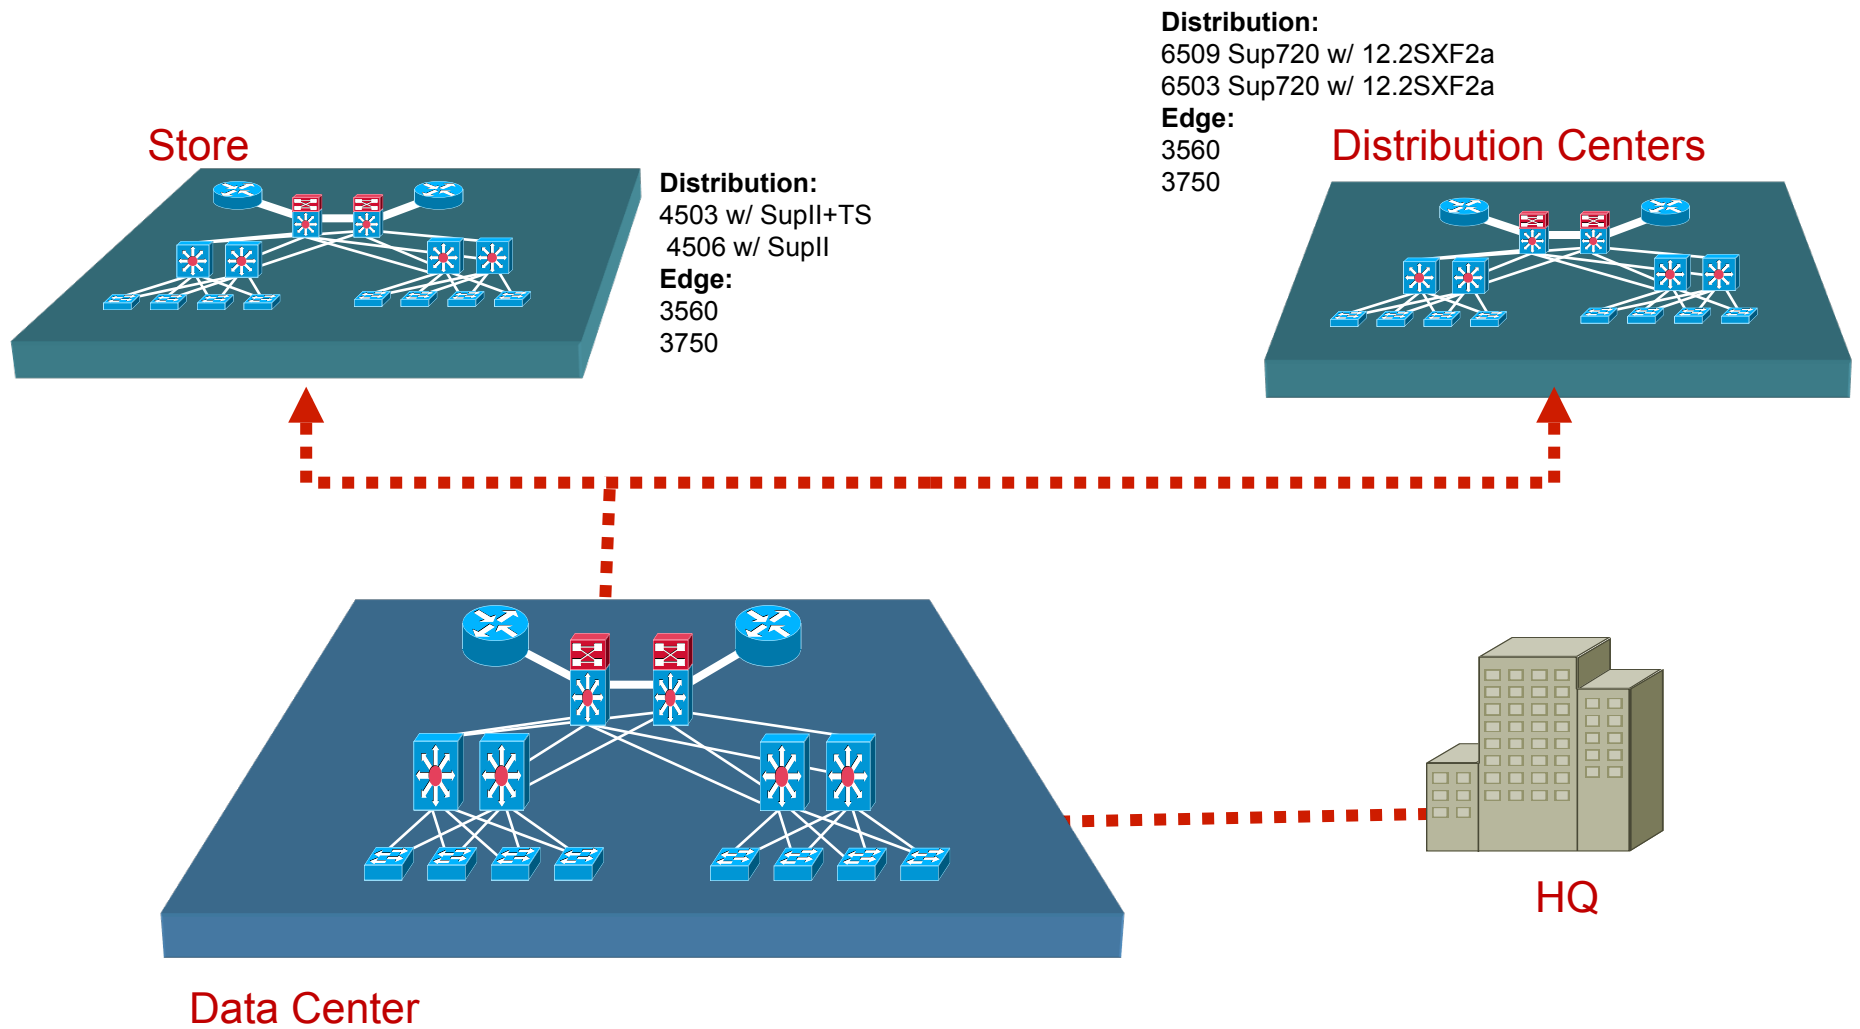 Distribution:
6509 Sup720 w/ 12.2SXF2a
6503 Sup720 w/ 12.2SXF2a
Edge:
3560
3750
Distribution Centers
Store
Distribution:
4503 w/ SupII+TS
4506 w/ SupII
Edge:
3560
3750
HQ
Data Center